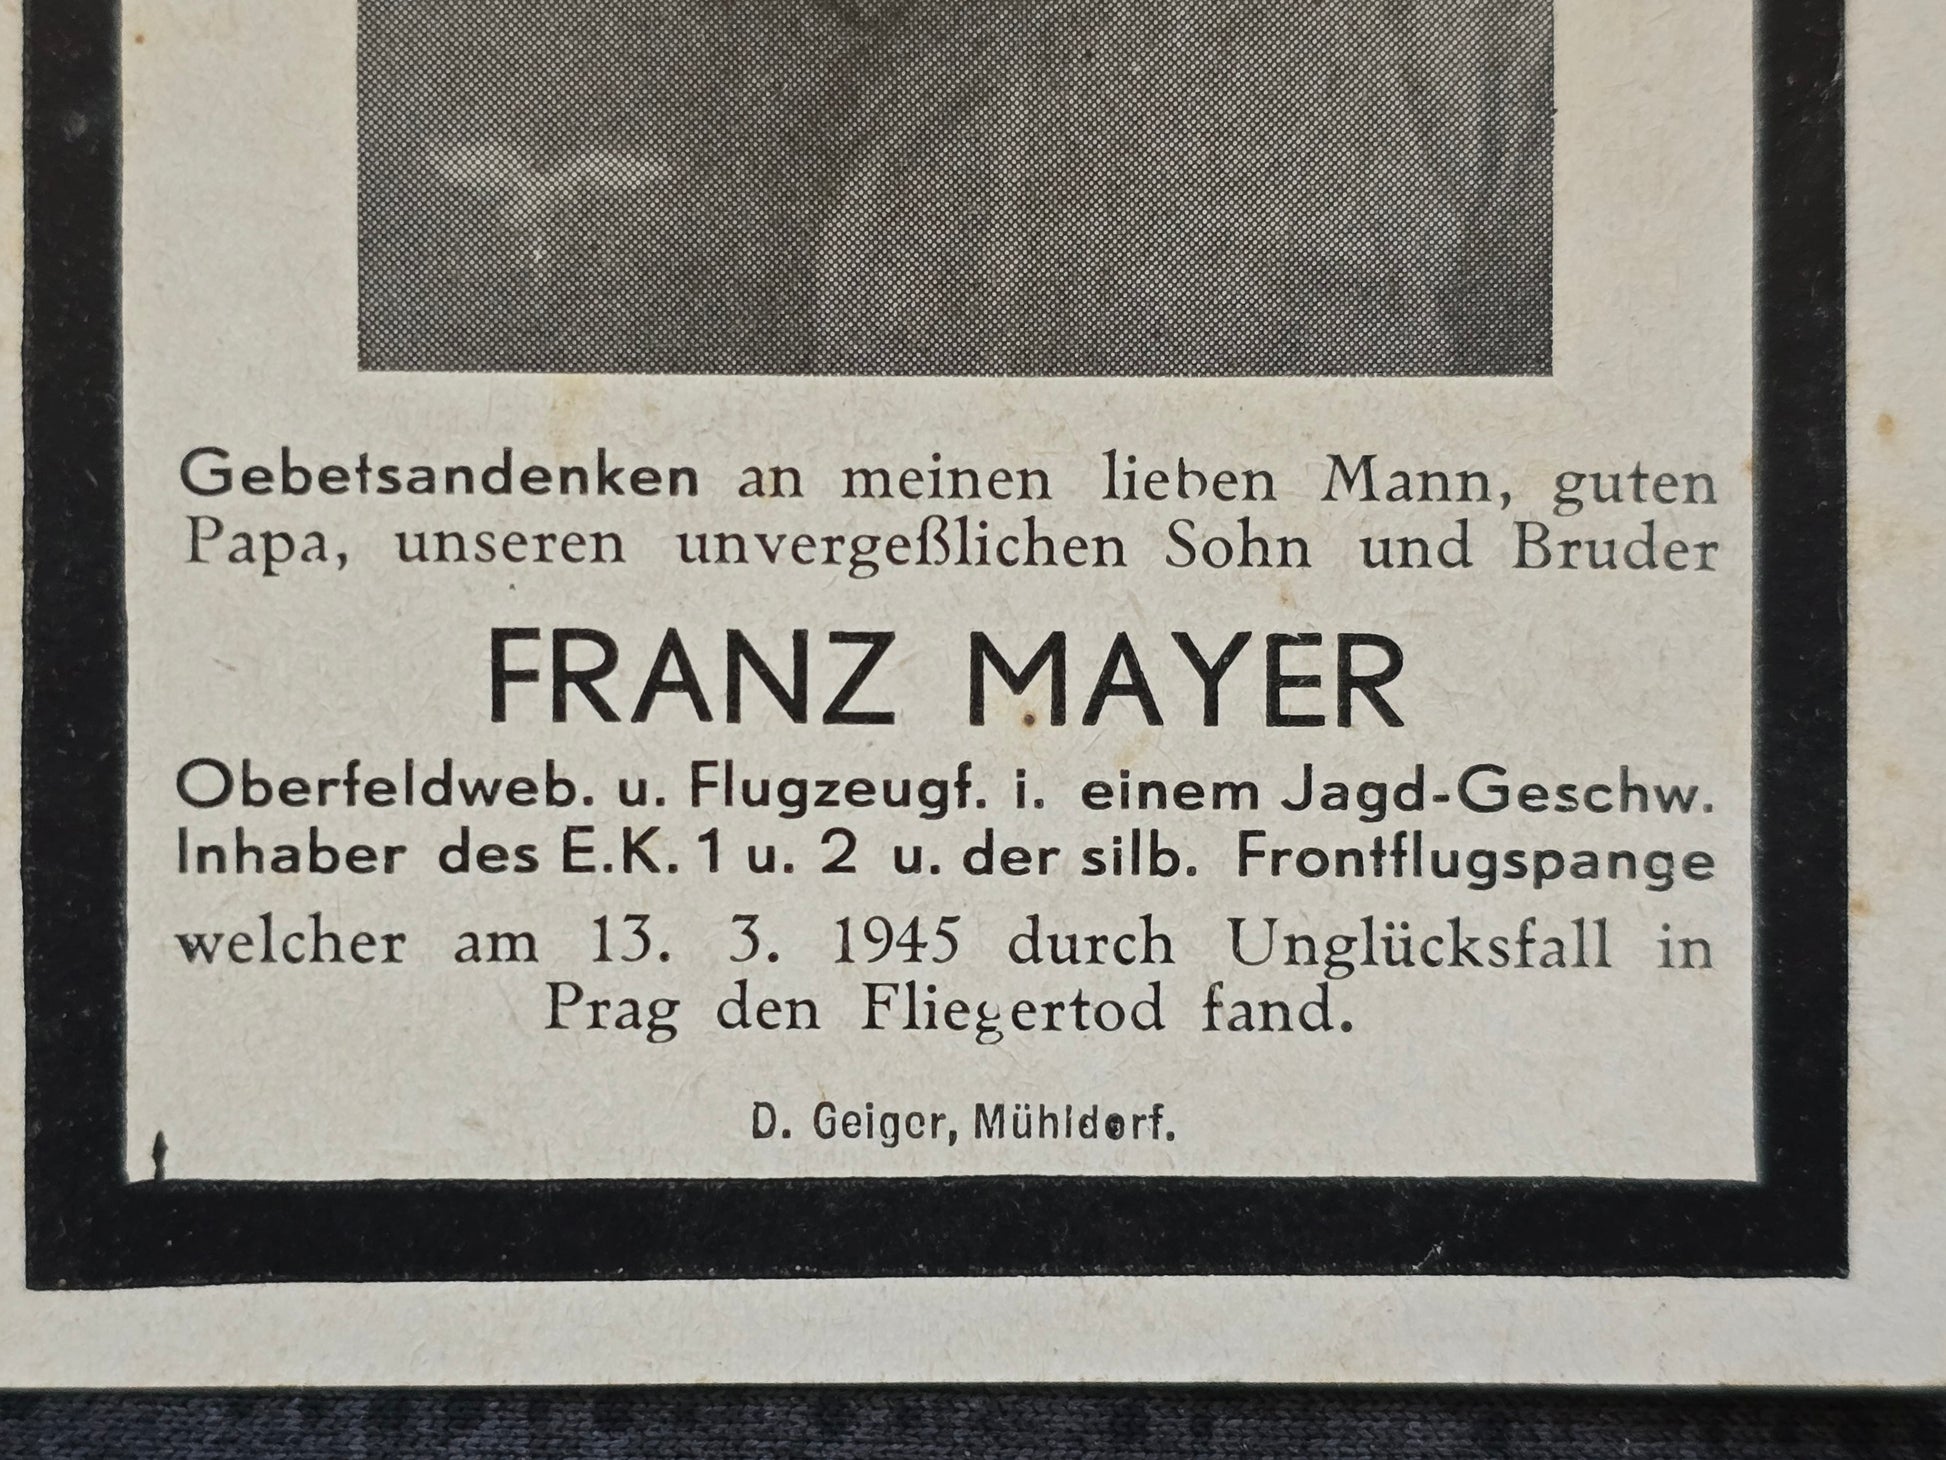 Gebetsandenken an meinen lieben Mann, guten
Papa, unseren unvergeßlichen Sohn und Bruder
FRANZ MAYER
Oberfeldweb. u. Flugzeugf. i. einem Jagd-Geschw.
Inhaber des E.K. 1 u. 2 u. der silb. Frontflugspange
welcher am 13. 3. 1945 durch Unglücksfall in
Prag den Fliegertod fand.
D. Geiger, Mühldorf.